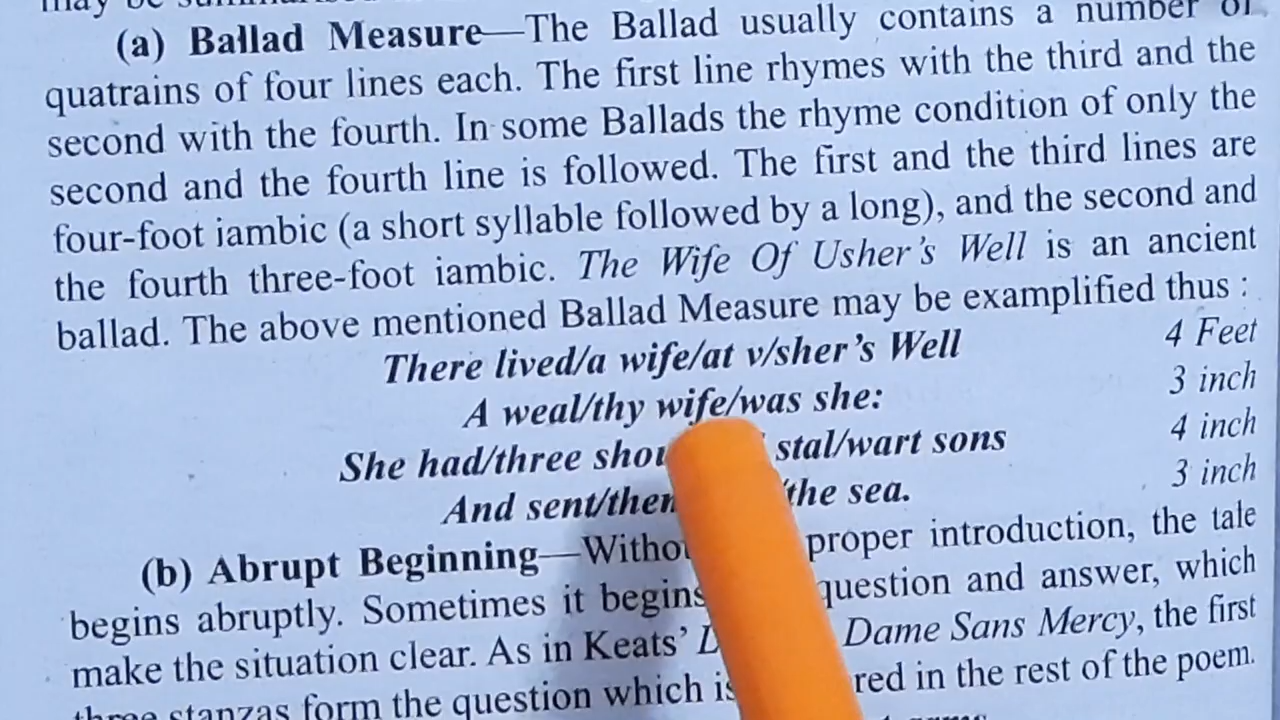 may be
(a) Ballad Measure—The Ballad usually contains a number of
quatrains of four lines each. The first line rhymes with the third and the
second with the fourth. In some Ballads the rhyme condition of only the
second and the fourth line is followed. The first and the third lines are
four-foot iambic (a short syllable followed by a long), and the second and
the fourth three-foot iambic. The Wife Of Usher's Well is an ancient
ballad. The above mentioned Ballad Measure may be examplified thus :
There lived/a wife/at v/sher's Well 4 Feet
A weal/thy wife/was she: 3 inch
She had/three stal/wart sons 4 inch
And sent/ /the sea. 3 inch
(b) Abrupt Beginning— proper introduction, the tale
begins abruptly. Sometimes it begins question and answer, which
make the situation clear. As in Keats' Dame Sans Mercy, the first
three stanzas form the question which is in the rest of the poem.